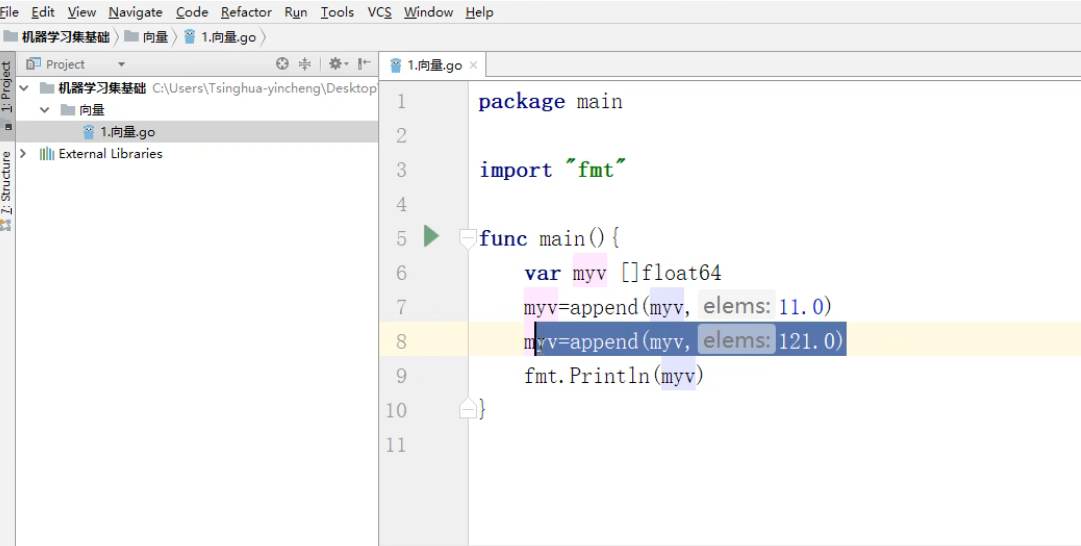 File Edit View Navigate Code Refactor Run Tools VCS Window Help
机器学习集基础 向量 1.向量.go
1: Project
Project
1.向量.go
机器学习集基础 C:\Users\Tsinghua-yincheng\Desktop
向量
1.向量.go
External Libraries
7: Structure
1 package main
2
3 import "fmt"
4
5 func main(){
6 var myv []float64
7 myv=append(myv, elems: 11.0)
8 myv=append(myv, elems: 121.0)
9 fmt.Println(myv)
10 }
11